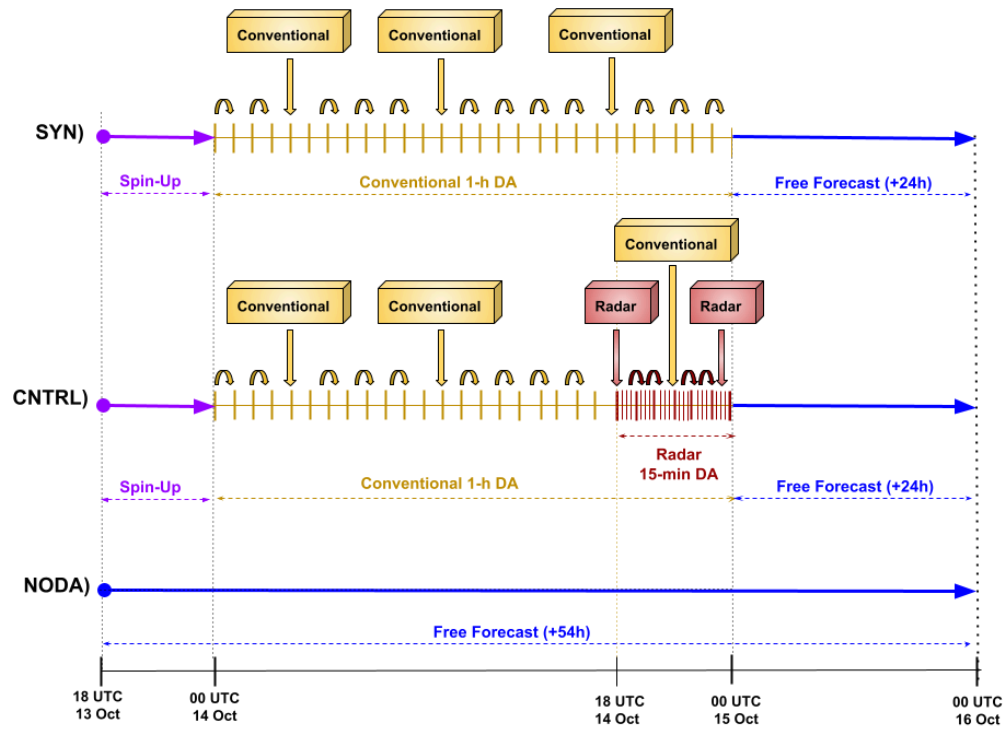 Conventional
Conventional
Conventional
SYN)
Spin-Up
Conventional 1-h DA
Free Forecast (+24h)
Conventional
Conventional
Conventional
Radar
Radar
CNTRL)
Radar
15-min DA
Spin-Up
Conventional 1-h DA
Free Forecast (+24h)
NODA)
Free Forecast (+54h)
18 UTC
13 Oct
00 UTC
14 Oct
18 UTC
14 Oct
00 UTC
15 Oct
00 UTC
16 Oct